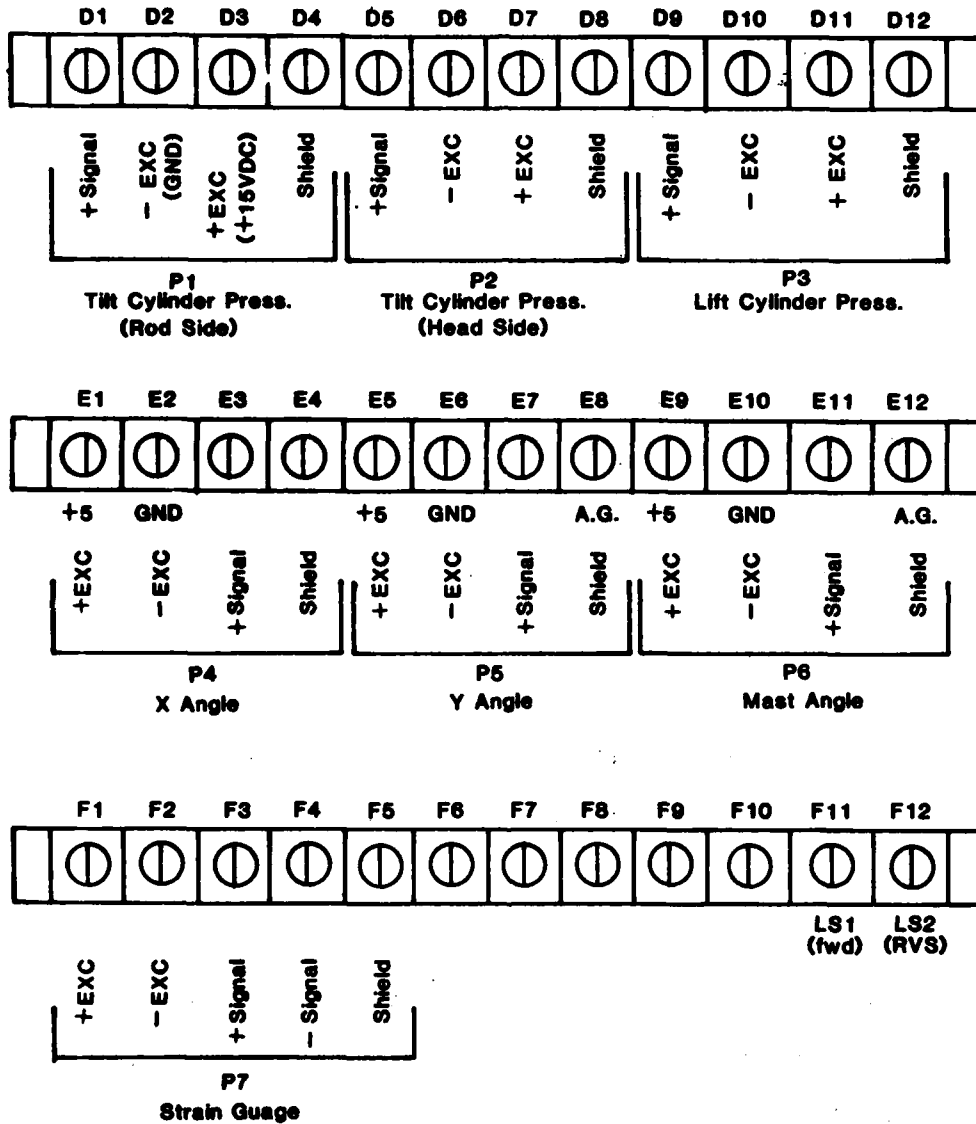 D1 D2 D3 D4 D5 D6 D7 D8 D9 D10 D11 D12
+Signal
− EXC
(GND)
+EXC
(+15VDC)
Shield
+Signal
− EXC
+ EXC
Shield
+ Signal
− EXC
+ EXC
Shield
P1
Tilt Cylinder Press.
(Rod Side)
P2
Tilt Cylinder Press.
(Head Side)
P3
Lift Cylinder Press.
E1 E2 E3 E4 E5 E6 E7 E8 E9 E10 E11 E12
+5 GND +5 GND A.G. +5 GND A.G.
+EXC
−EXC
+Signal
Shield
+ EXC
−EXC
+Signal
Shield
+ EXC
−EXC
+Signal
Shield
P4
X Angle
P5
Y Angle
P6
Mast Angle
F1 F2 F3 F4 F5 F6 F7 F8 F9 F10 F11 F12
LS1
(fwd)
LS2
(RVS)
+EXC
−EXC
+Signal
− Signal
Shield
P7
Strain Guage